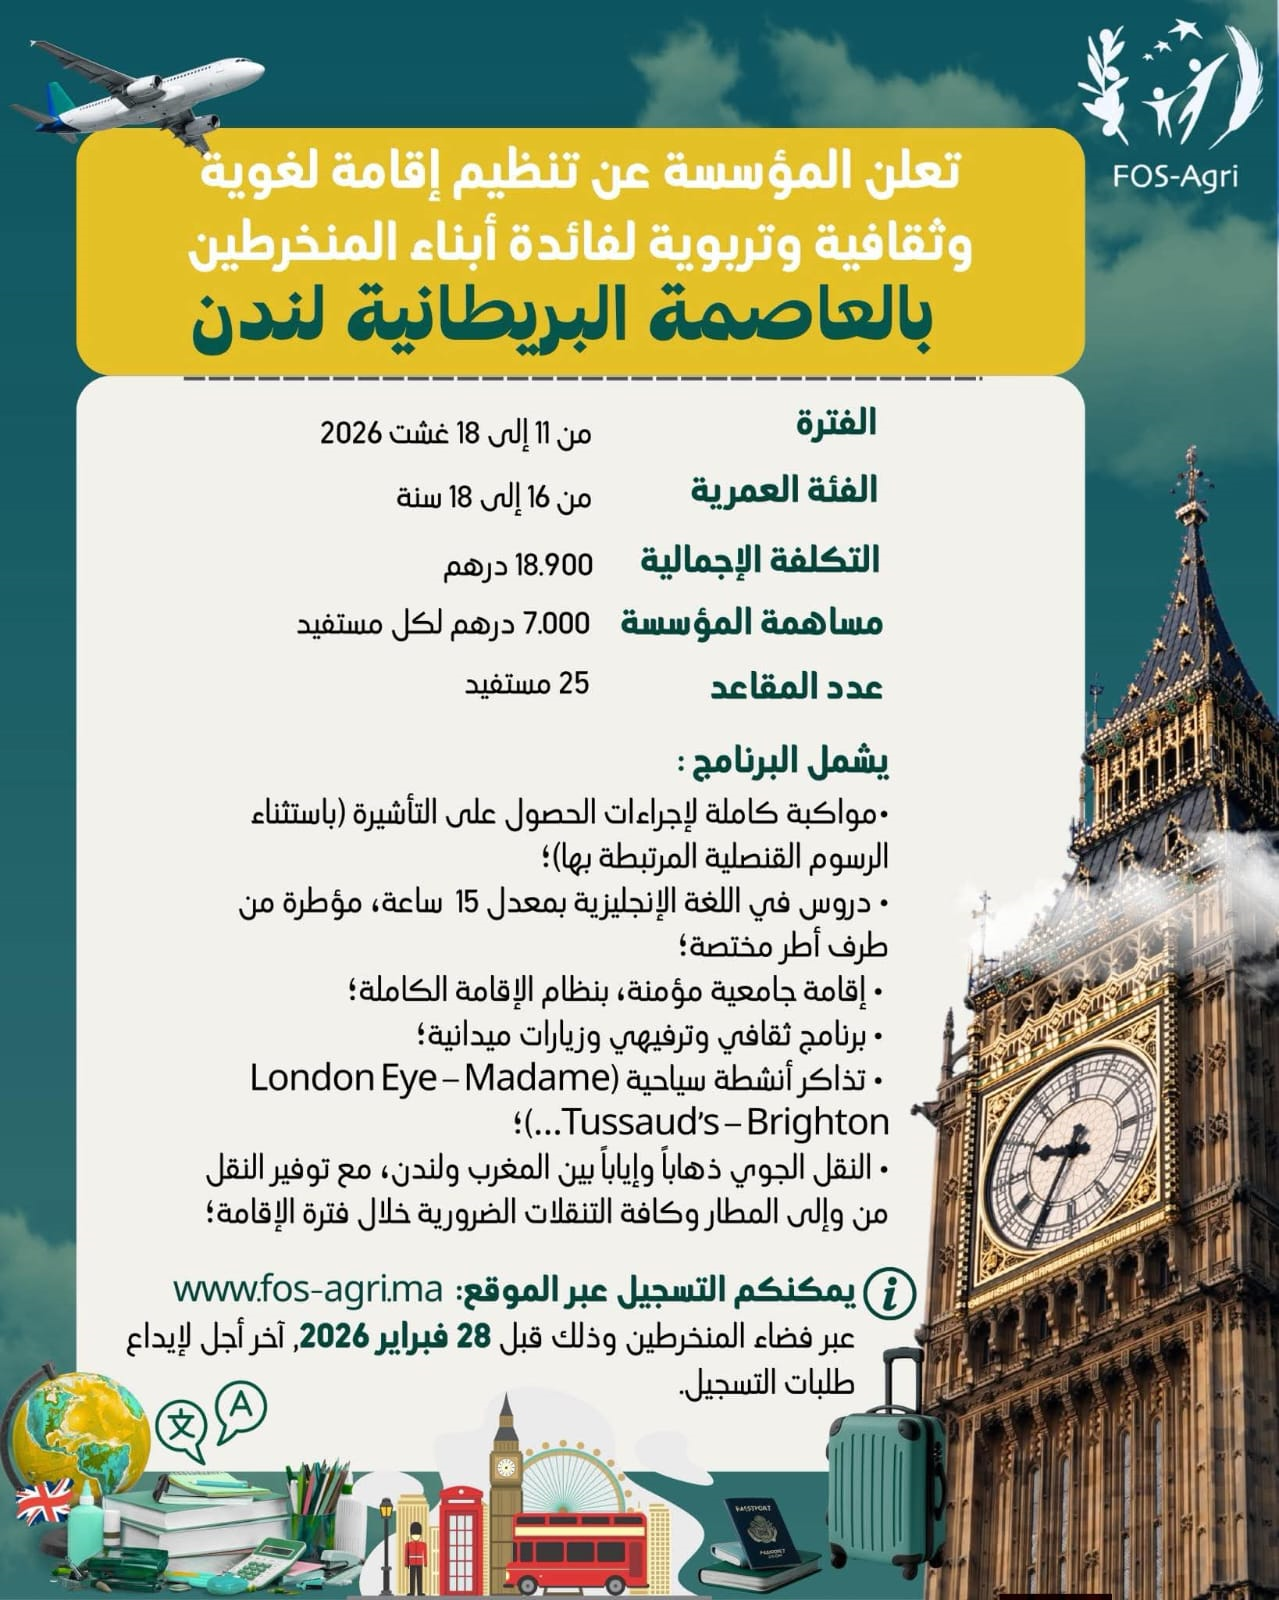 FOS-Agri
تعلن المؤسسة عن تنظيم إقامة لغوية
وثقافية وتربوية لفائدة أبناء المنخرطين
بالعاصمة البريطانية لندن
الفترة من 11 إلى 18 غشت 2026
الفئة العمرية من 16 إلى 18 سنة
التكلفة الإجمالية 18.900 درهم
مساهمة المؤسسة 7.000 درهم لكل مستفيد
عدد المقاعد 25 مستفيد
يشمل البرنامج :
•مواكبة كاملة لإجراءات الحصول على التأشيرة (باستثناء
الرسوم القنصلية المرتبطة بها)؛
• دروس في اللغة الإنجليزية بمعدل 15 ساعة، مؤطرة من
طرف أطر مختصة؛
• إقامة جامعية مؤمنة، بنظام الإقامة الكاملة؛
• برنامج ثقافي وترفيهي وزيارات ميدانية؛
• تذاكر أنشطة سياحية (London Eye – Madame
Tussaud's – Brighton...)؛
• النقل الجوي ذهاباً وإياباً بين المغرب ولندن، مع توفير النقل
من وإلى المطار وكافة التنقلات الضرورية خلال فترة الإقامة؛
يمكنكم التسجيل عبر الموقع: www.fos-agri.ma
عبر فضاء المنخرطين وذلك قبل 28 فبراير 2026, آخر أجل لإيداع
طلبات التسجيل.
A
文
PASSPORT